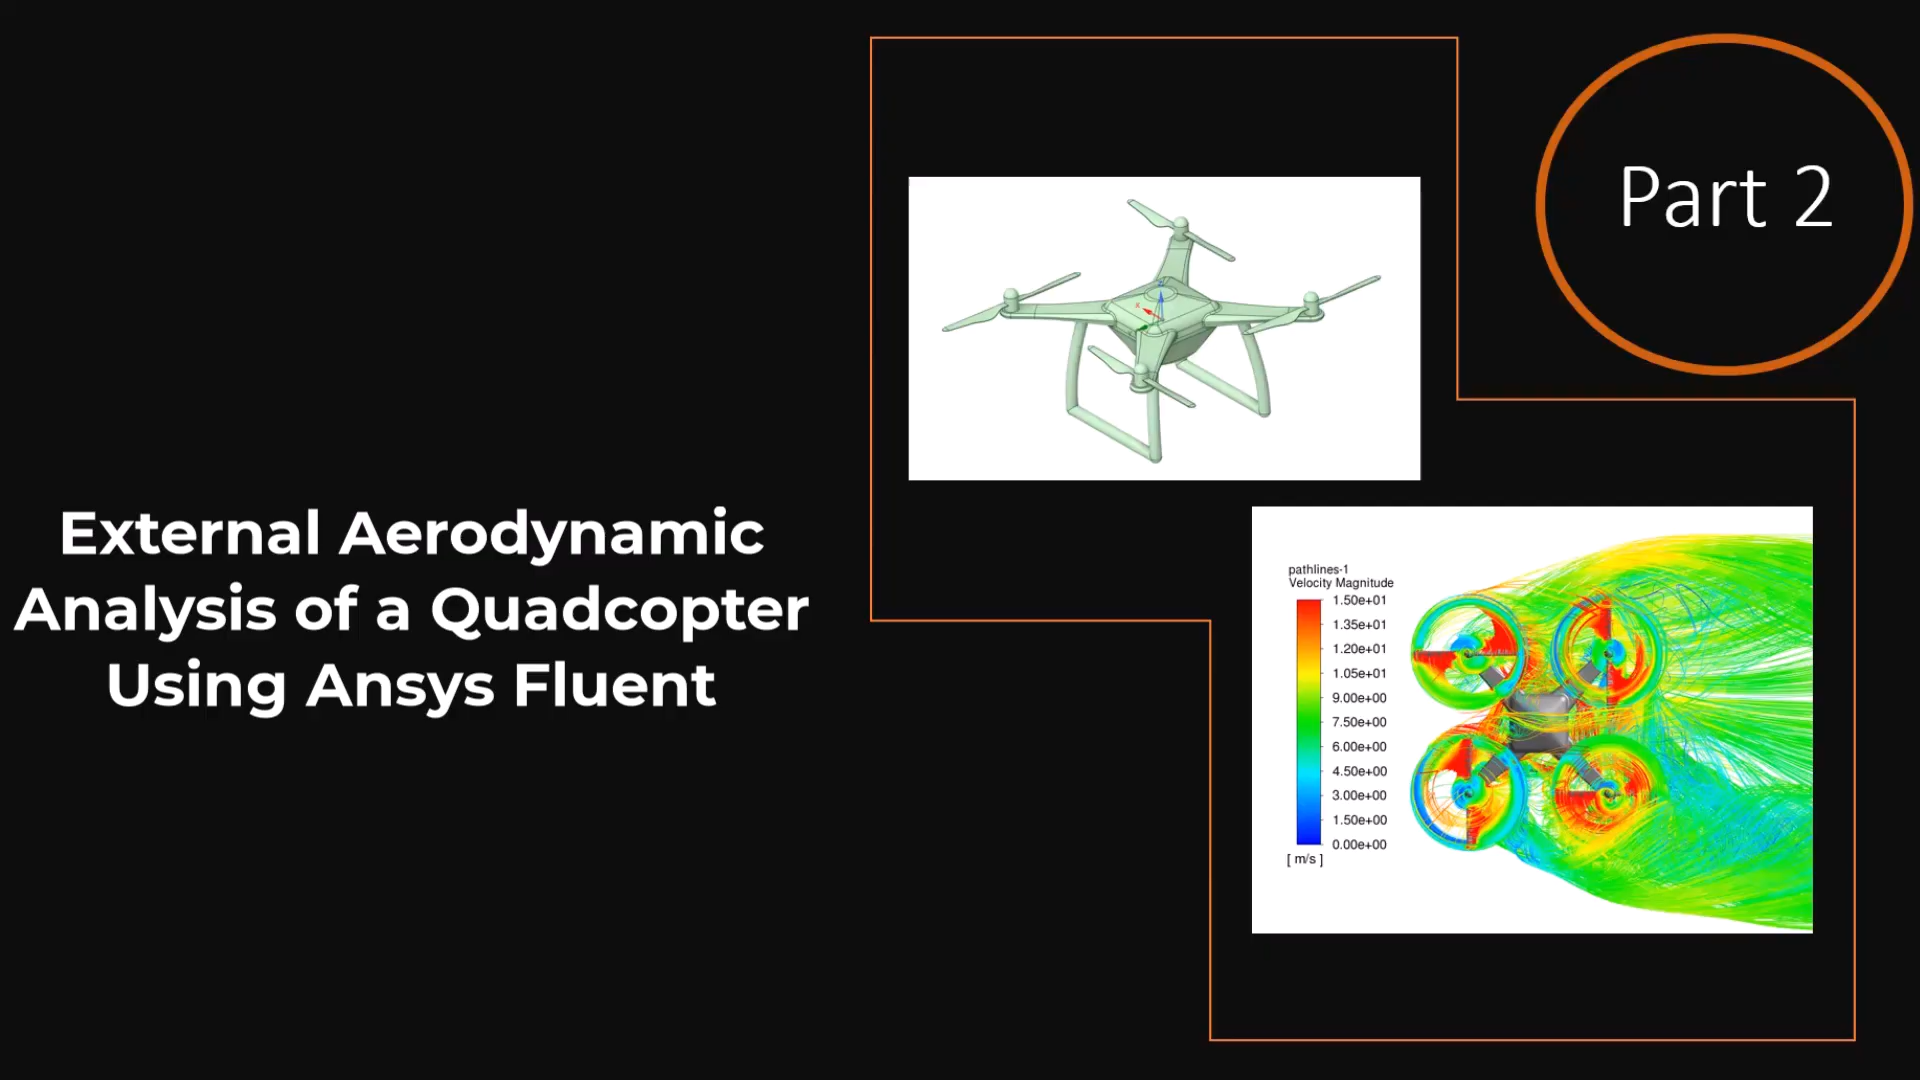 Part 2
External Aerodynamic
Analysis of a Quadcopter
Using Ansys Fluent
pathlines-1
Velocity Magnitude
1.50e+01
1.35e+01
1.20e+01
1.05e+01
9.00e+00
7.50e+00
6.00e+00
4.50e+00
3.00e+00
1.50e+00
0.00e+00
[ m/s ]